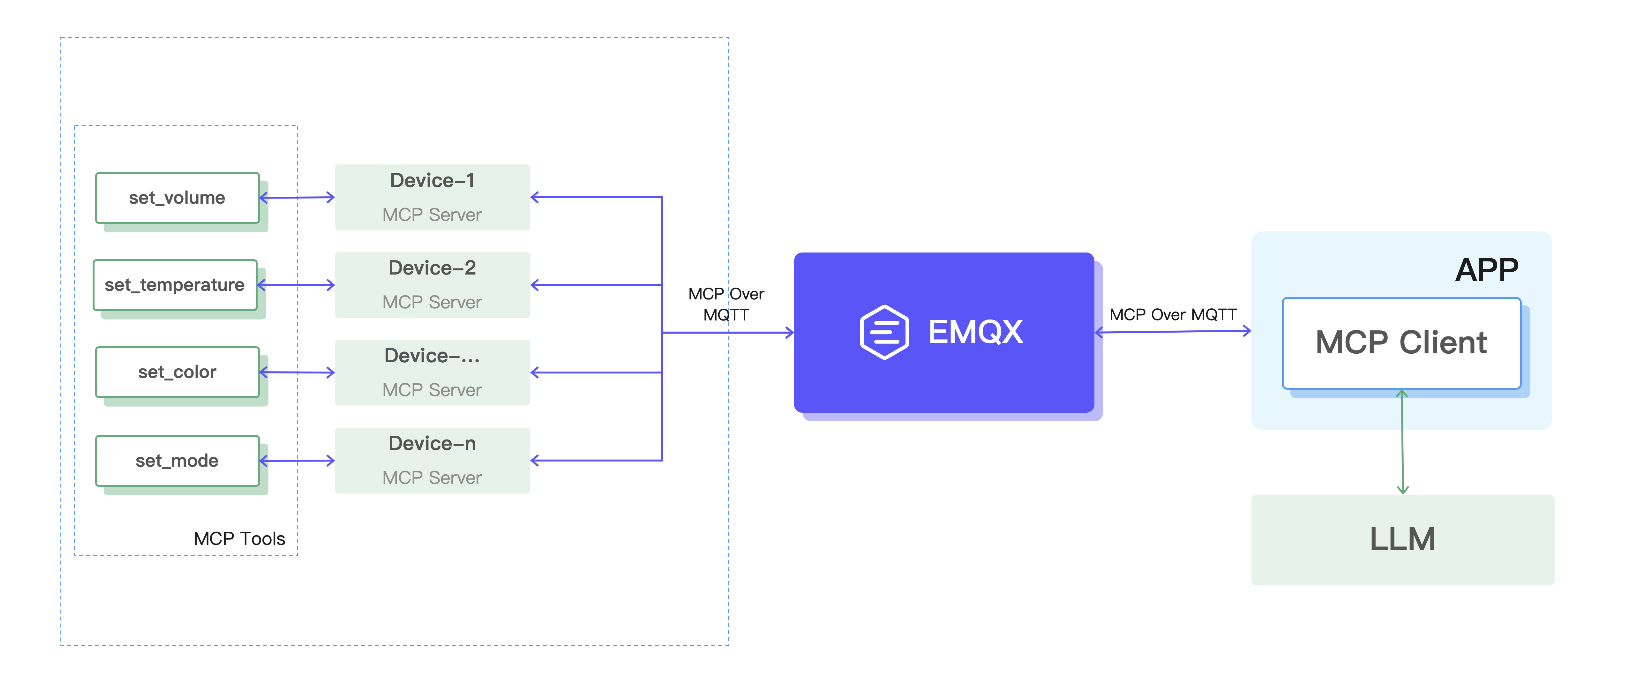 set_volume
Device-1
MCP Server
set_temperature
Device-2
MCP Server
set_color
Device-...
MCP Server
set_mode
Device-n
MCP Server
MCP Tools
MCP Over
MQTT
EMQX
MCP Over MQTT
APP
MCP Client
LLM